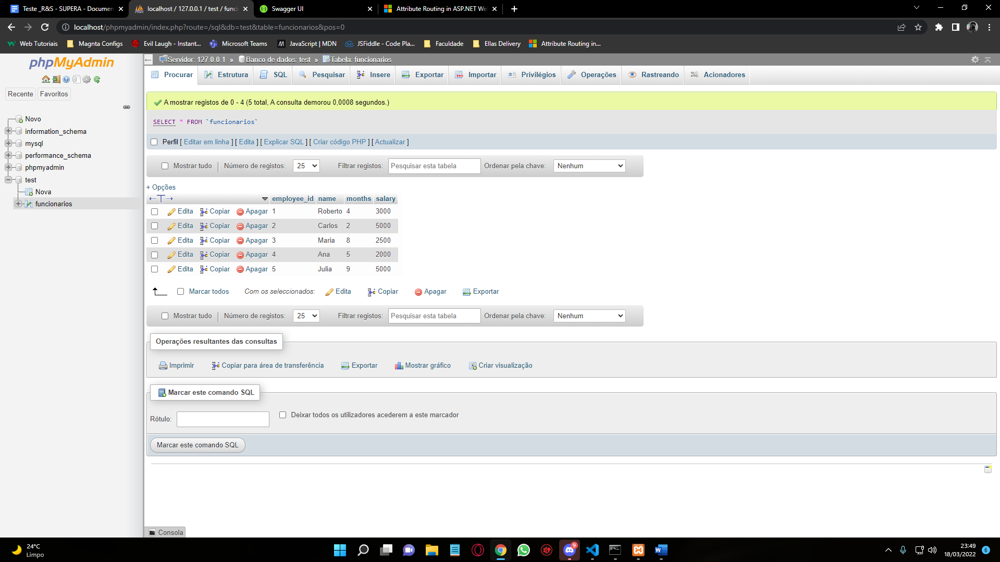 Teste _R&S - SUPERA - Documen
localhost / 127.0.0.1 / test / func
Swagger UI
Attribute Routing in ASP.NET We
localhost/phpmyadmin/index.php?route=/sql&db=test&table=funcionarios&pos=0
Web Tutoriais
Magnta Configs
Evil Laugh - Instant...
Microsoft Teams
JavaScript | MDN
JSFiddle - Code Pla...
Faculdade
Ellas Delivery
Attribute Routing in...
phpMyAdmin
Recente
Favoritos
Novo
information_schema
mysql
performance_schema
phpmyadmin
test
Nova
funcionarios
Servidor: 127.0.0.1 » Banco de dados: test » Tabela: funcionarios
Procurar
Estrutura
SQL
Pesquisar
Insere
Exportar
Importar
Privilégios
Operações
Rastreando
Acionadores
A mostrar registos de 0 - 4 (5 total, A consulta demorou 0,0008 segundos.)
SELECT * FROM `funcionarios`
Perfil [ Editar em linha ] [ Edita ] [ Explicar SQL ] [ Criar código PHP ] [ Actualizar ]
Mostrar tudo | Número de registos: 25 Filtrar registos: Pesquisar esta tabela Ordenar pela chave: Nenhum
+ Opções
←T→ employee_id name months salary
Edita Copiar Apagar 1 Roberto 4 3000
Edita Copiar Apagar 2 Carlos 2 5000
Edita Copiar Apagar 3 Maria 8 2500
Edita Copiar Apagar 4 Ana 5 2000
Edita Copiar Apagar 5 Julia 9 5000
Marcar todos Com os seleccionados: Edita Copiar Apagar Exportar
Mostrar tudo | Número de registos: 25 Filtrar registos: Pesquisar esta tabela Ordenar pela chave: Nenhum
Operações resultantes das consultas
Imprimir Copiar para área de transferência Exportar Mostrar gráfico Criar visualização
Marcar este comando SQL
Rótulo:
Deixar todos os utilizadores acederem a este marcador
Marcar este comando SQL
Consola
24°C
Limpo
9
23:49
18/03/2022
6